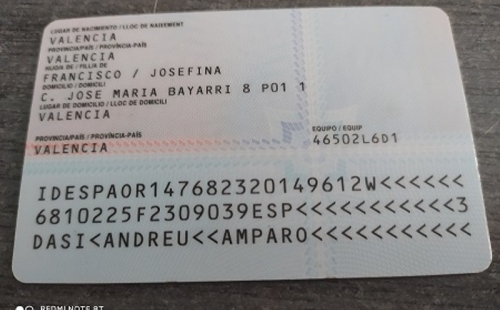 LUGAR DE NACIMIENTO / LLOC DE NAIXEMENT
VALENCIA
PROVINCIA/PAÍS / PROVÍNCIA-PAÍS
VALENCIA
HIJO/A DE / FILL/A DE
FRANCISCO / JOSEFINA
DOMICILIO / DOMICILI
C. JOSE MARIA BAYARRI 8 P01 1
LUGAR DE DOMICILIO / LLOC DE DOMICILI
VALENCIA
PROVINCIA/PAÍS / PROVÍNCIA-PAÍS
VALENCIA
EQUIPO / EQUIP
46502L6D1
IDESPAOR147682320149612W<<<<<<
6810225F2309039ESP<<<<<<<<<<<3
DASI<ANDREU<<AMPARO<<<<<<<<<<<
REDMI NOTE 8T